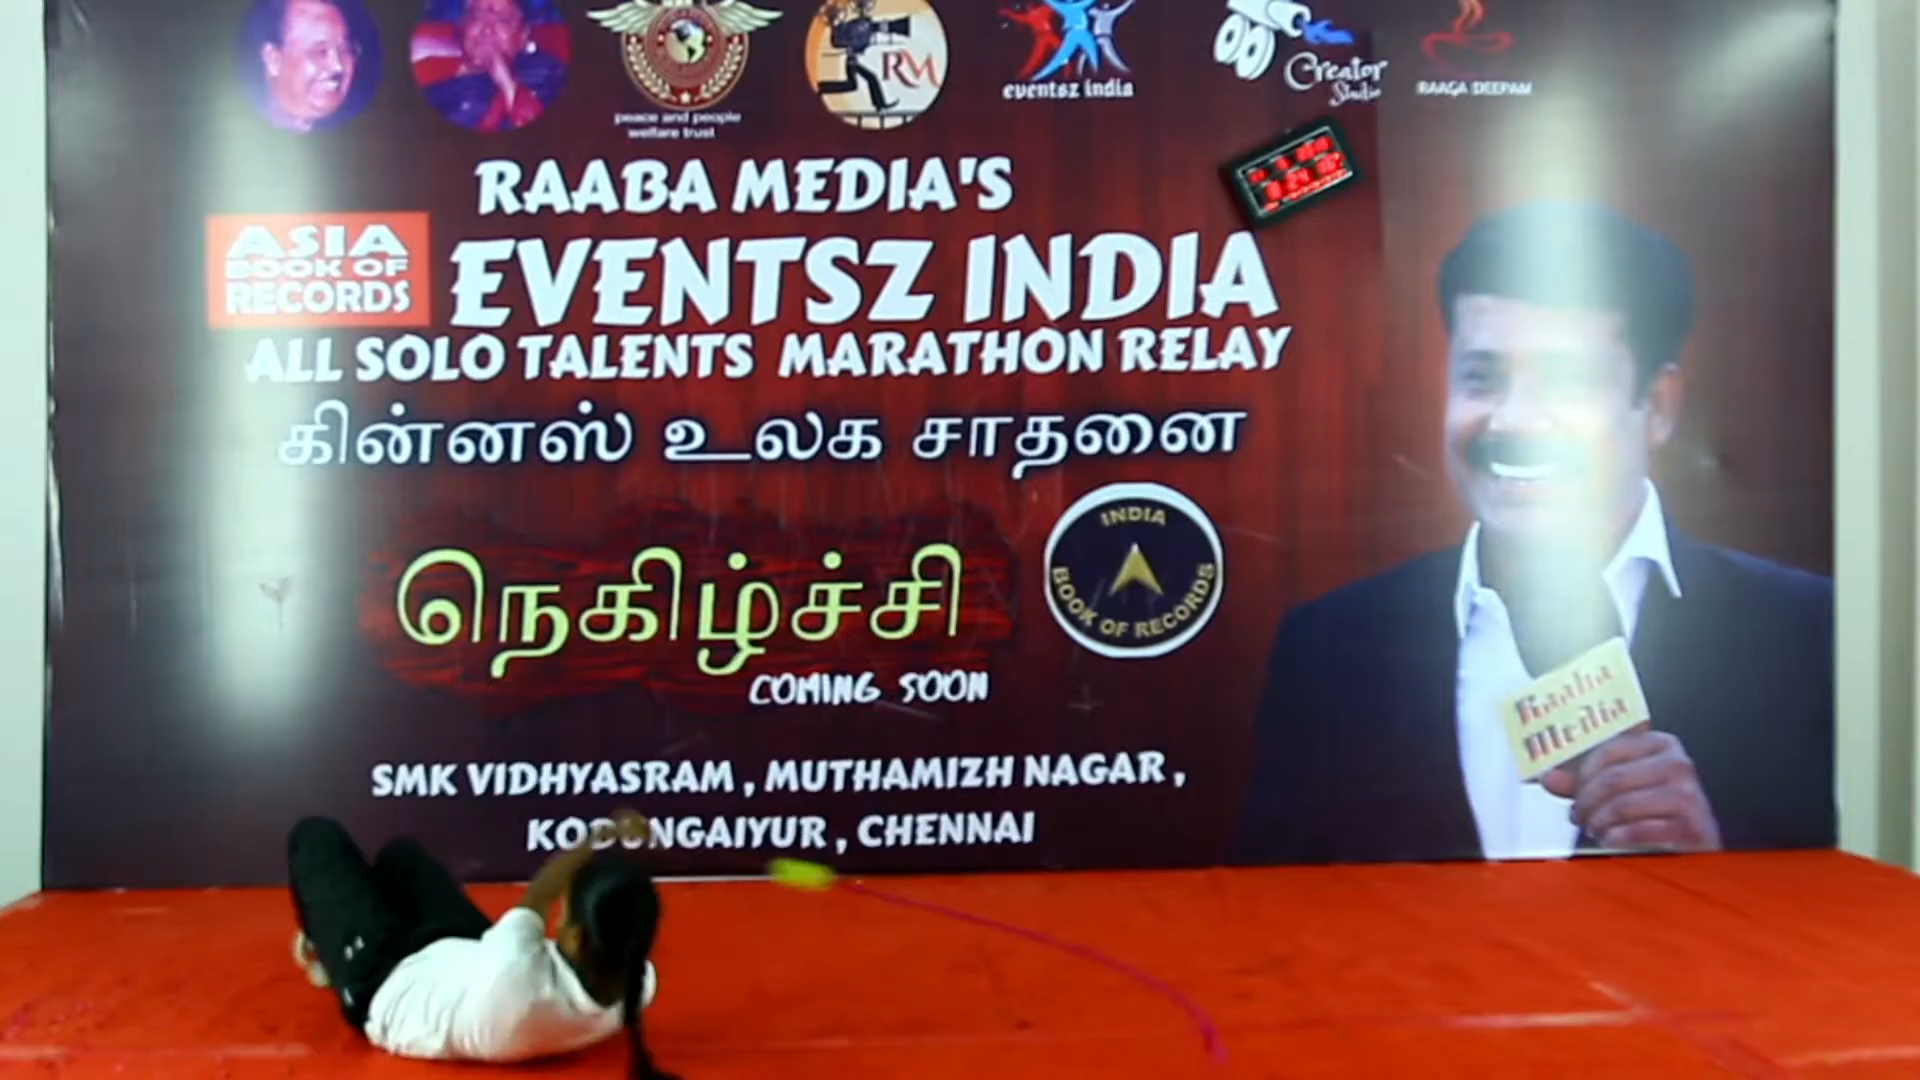 peace and people
welfare trust
RM
eventsz india
Creator
Studio
RAAGA DEEPAM
RAABA MEDIA'S
ASIA
BOOK OF
RECORDS
EVENTSZ INDIA
ALL SOLO TALENTS MARATHON RELAY
கின்னஸ் உலக சாதனை
INDIA
BOOK OF RECORDS
நெகிழ்ச்சி
COMING SOON
Raaba
Media
SMK VIDHYASRAM , MUTHAMIZH NAGAR ,
KODUNGAIYUR , CHENNAI